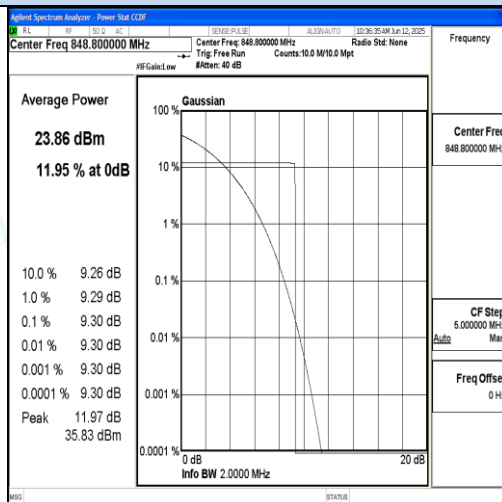 Agilent Spectrum Analyzer - Power Stat CCDF
RL RF 50 Ω AC SENSE:PULSE ALIGN AUTO 10:36:35 AM Jun 12, 2025
Center Freq 848.800000 MHz
Center Freq: 848.800000 MHz Radio Std: None
Trig: Free Run Counts:10.0 M/10.0 Mpt
#IFGain:Low #Atten: 40 dB
Frequency
Average Power
23.86 dBm
11.95 % at 0dB
10.0 % 9.26 dB
1.0 % 9.29 dB
0.1 % 9.30 dB
0.01 % 9.30 dB
0.001 % 9.30 dB
0.0001 % 9.30 dB
Peak 11.97 dB
35.83 dBm
Gaussian
100 %
10 %
1 %
0.1 %
0.01 %
0.001 %
0.0001 %
0 dB 20 dB
Info BW 2.0000 MHz
Center Freq
848.800000 MHz
CF Step
5.000000 MHz
Auto Man
Freq Offse
0 Hz
MSG STATUS